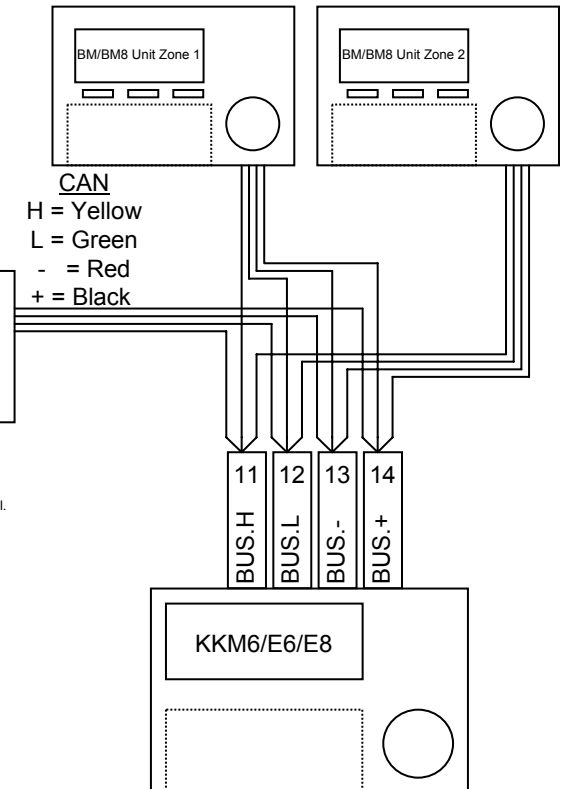 BM/BM8 Unit Zone 1
BM/BM8 Unit Zone 2
CAN
H = Yellow
L = Green
- = Red
+ = Black
l.
11 12 13 14
BUS.H BUS.L BUS.- BUS.+
KKM6/E6/E8